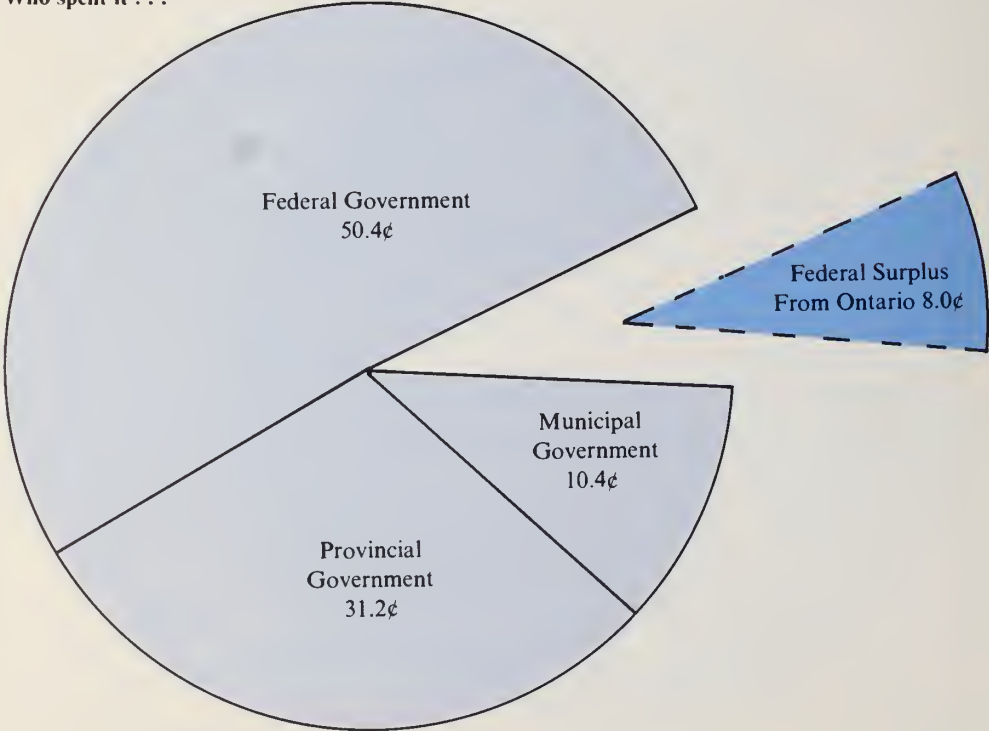 Who spent it . . .
Federal Government
50.4¢
Federal Surplus
From Ontario 8.0¢
Municipal
Government
10.4¢
Provincial
Government
31.2¢